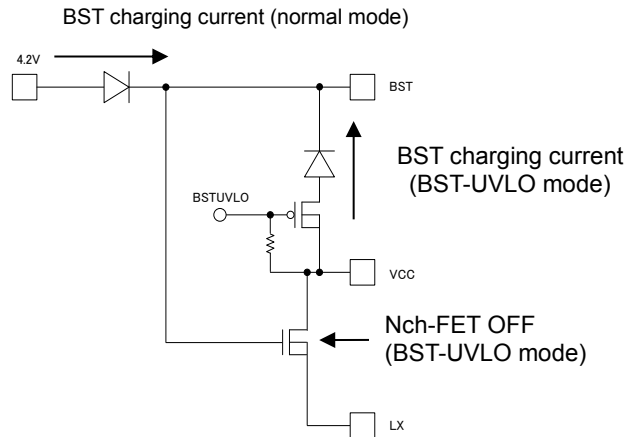 BST charging current (normal mode)
4.2V
BST
BST charging current
(BST-UVLO mode)
BSTUVLO
VCC
Nch-FET OFF
(BST-UVLO mode)
LX